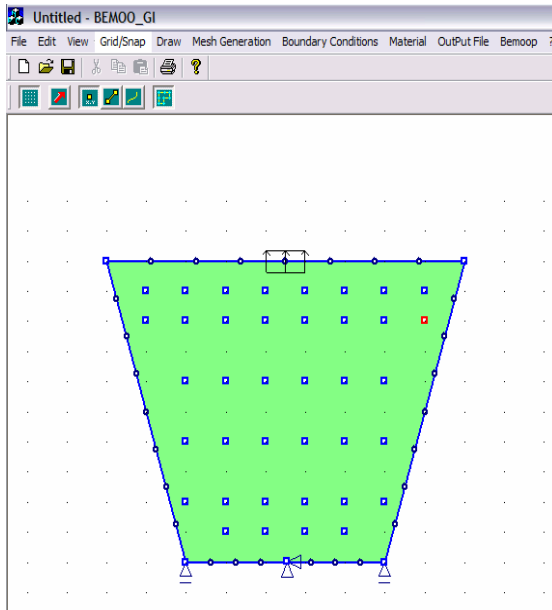 Untitled - BEMOO_GI
File Edit View Grid/Snap Draw Mesh Generation Boundary Conditions Material OutPut File Bemoop ?
X,Y